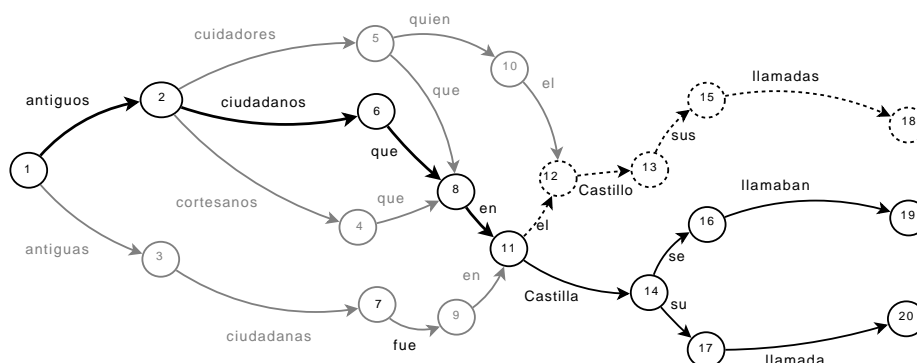 quien
cuidadores
5
10
que
el
llamadas
15
antiguos
2
ciudadanos
6
sus
18
que
12
13
Castillo
1
8
llamaban
cortesanos
que
en
el
16
19
4
11
se
antiguas
3
en
Castilla
14
su
7
9
20
ciudadanas
fue
17
llamada